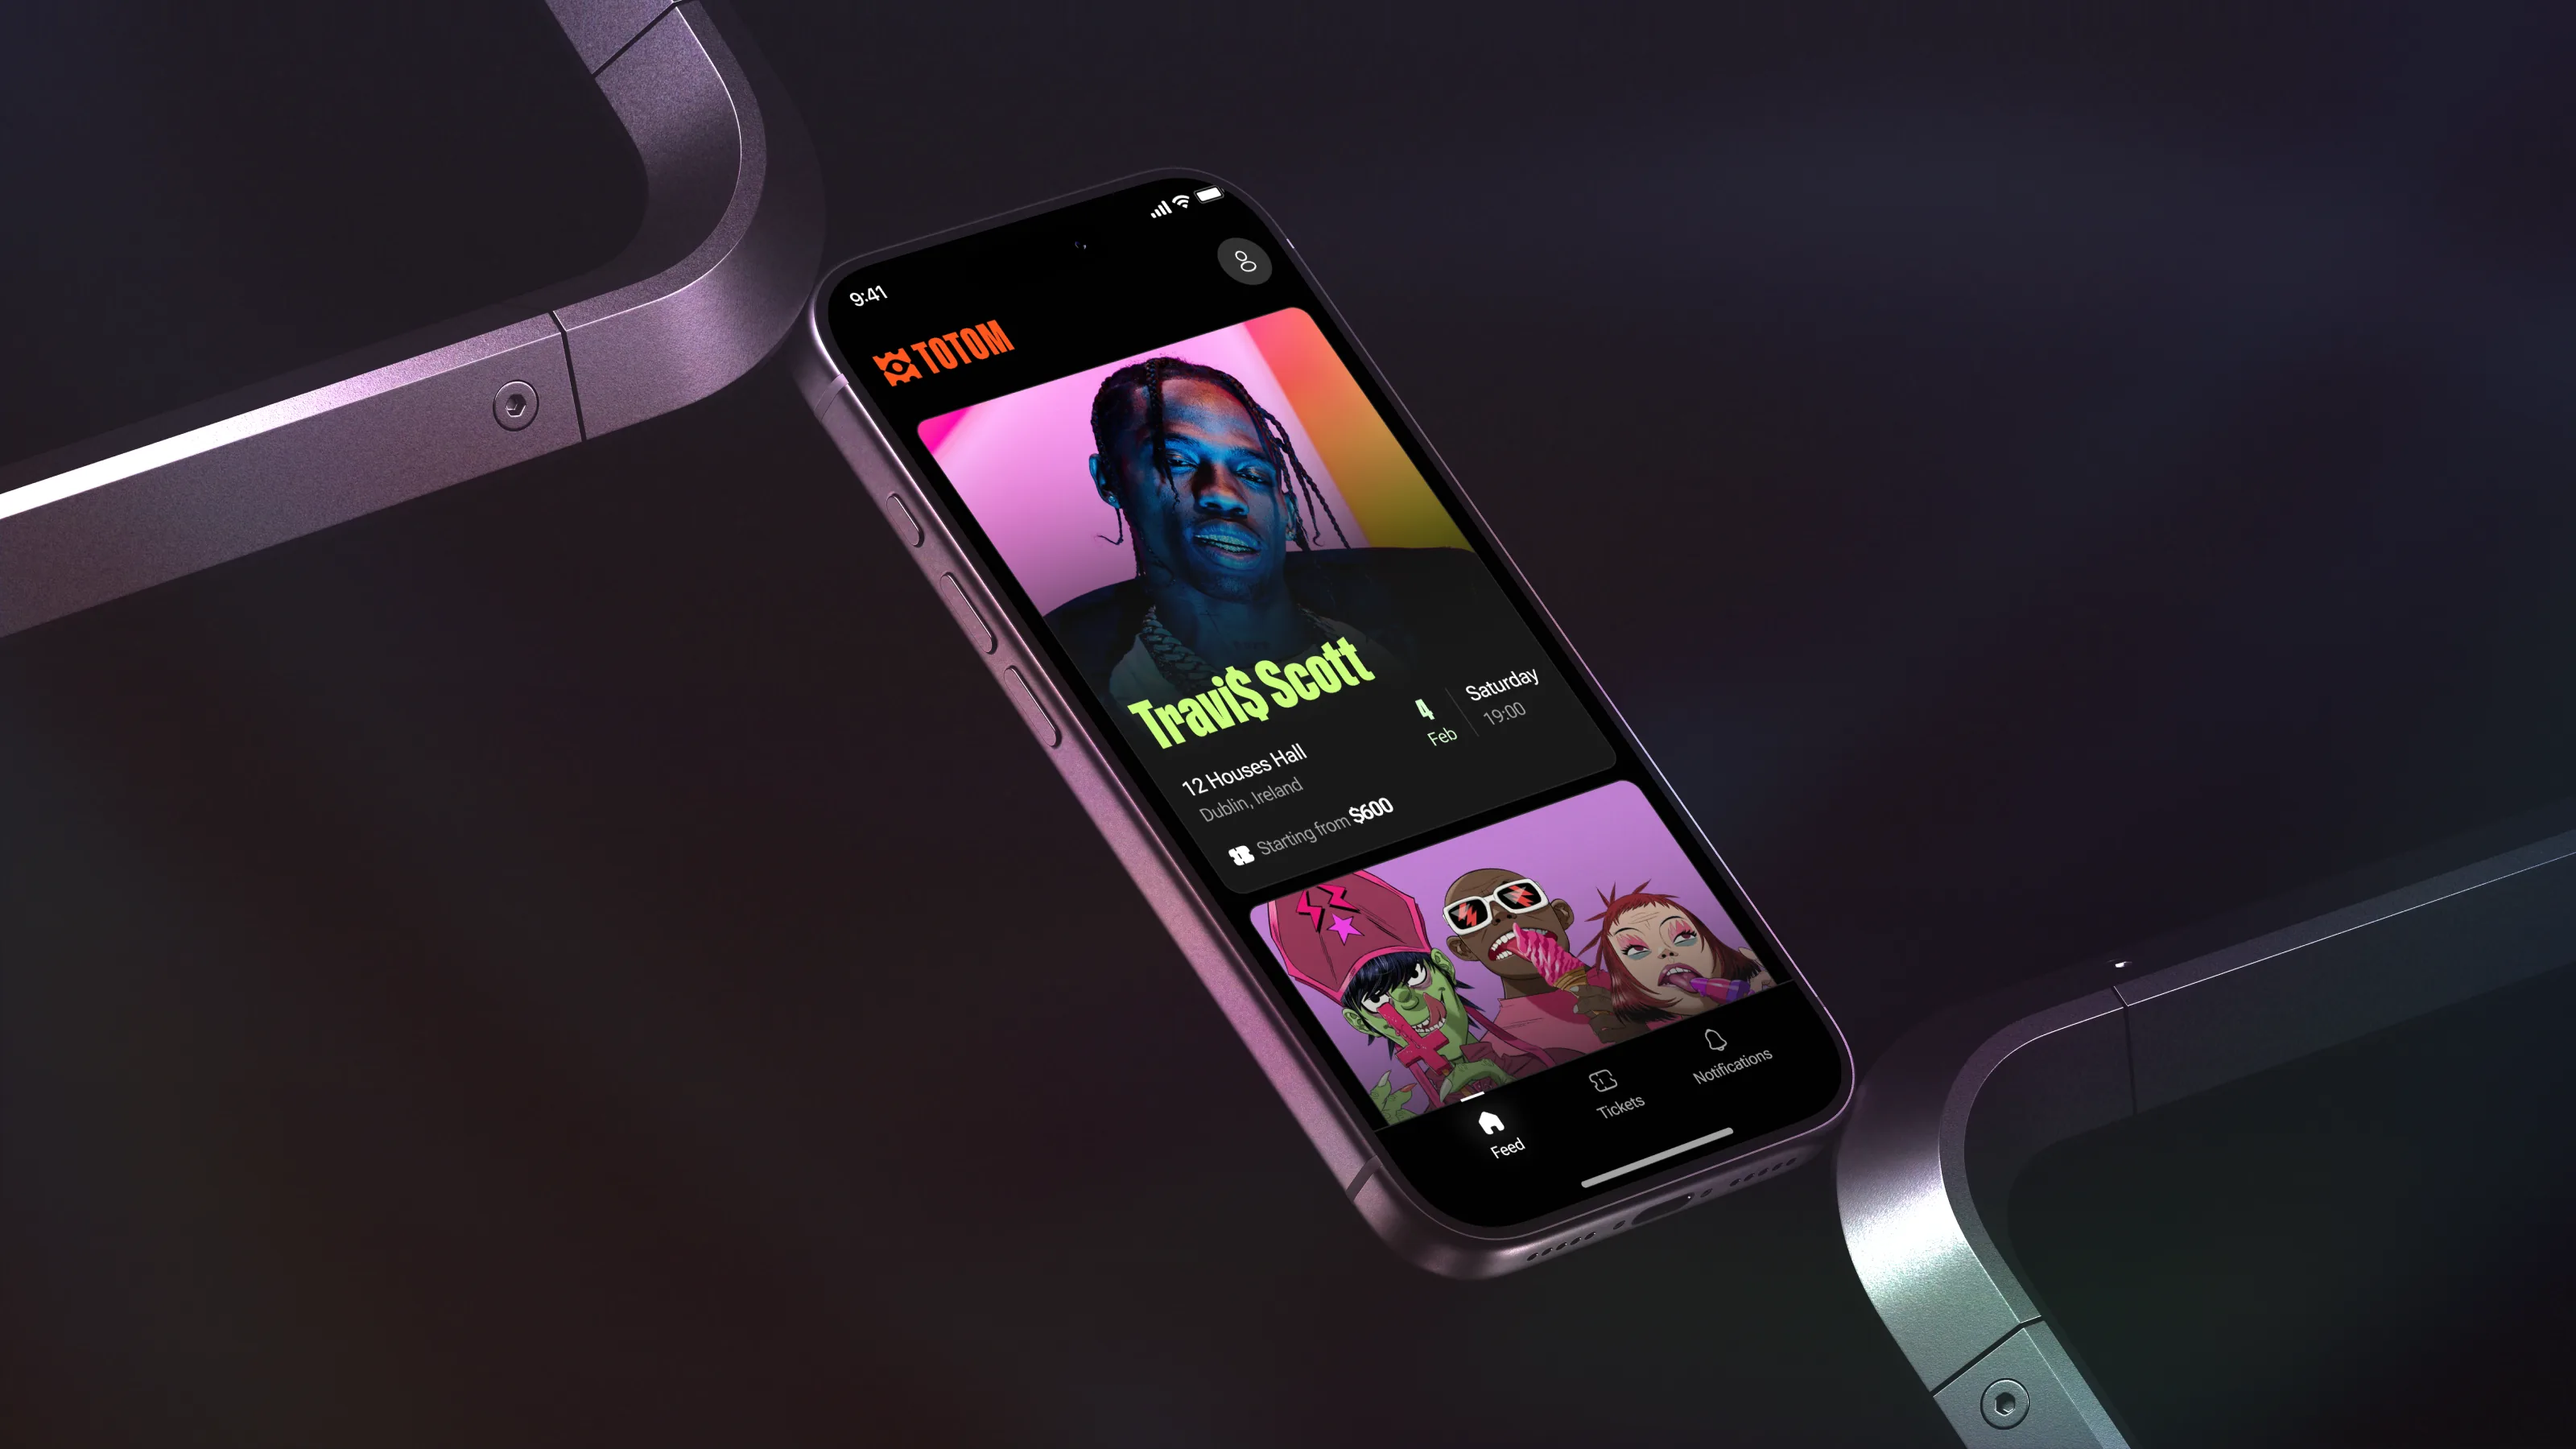 9:41
TOTOM
Travi$ Scott
12 Houses Hall
Dublin, Ireland
4
Feb
Saturday
19:00
Starting from $600
Feed
Tickets
Notifications